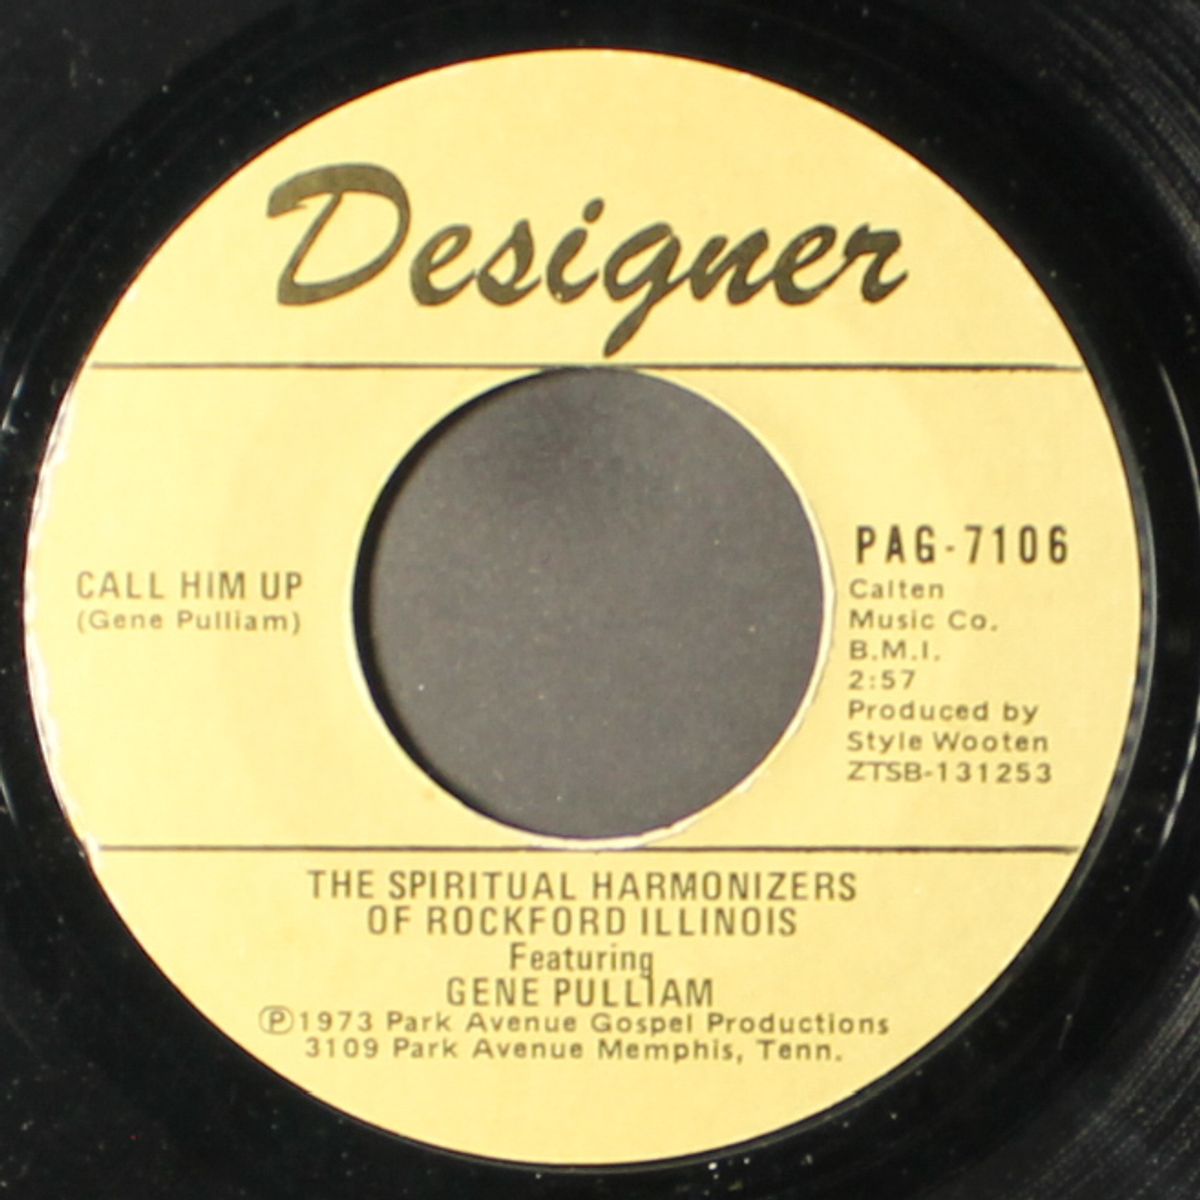 Designer
CALL HIM UP
(Gene Pulliam)
PAG-7106
Calten
Music Co.
B.M.I.
2:57
Produced by
Style Wooten
ZTSB-131253
THE SPIRITUAL HARMONIZERS
OF ROCKFORD ILLINOIS
Featuring
GENE PULLIAM
Ⓟ1973 Park Avenue Gospel Productions
3109 Park Avenue Memphis, Tenn.